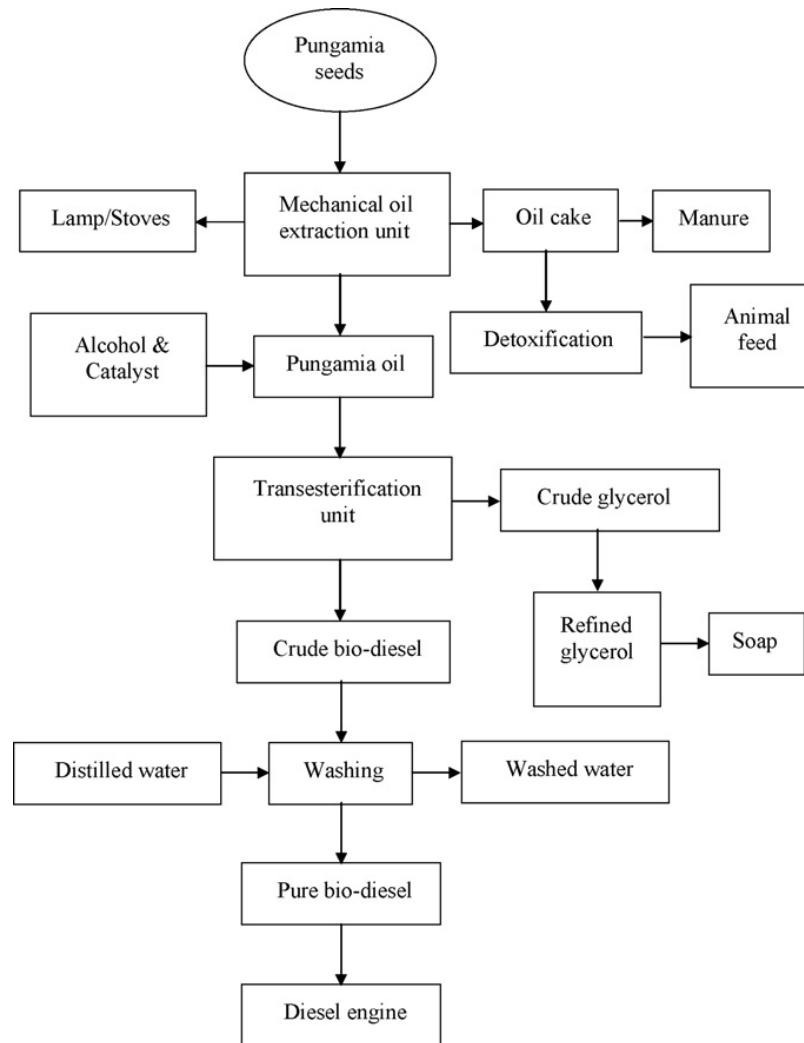 Pungamia
seeds
Lamp/Stoves
Mechanical oil
extraction unit
Oil cake
Manure
Alcohol &
Catalyst
Pungamia oil
Detoxification
Animal
feed
Transesterification
unit
Crude glycerol
Crude bio-diesel
Refined
glycerol
Soap
Distilled water
Washing
Washed water
Pure bio-diesel
Diesel engine